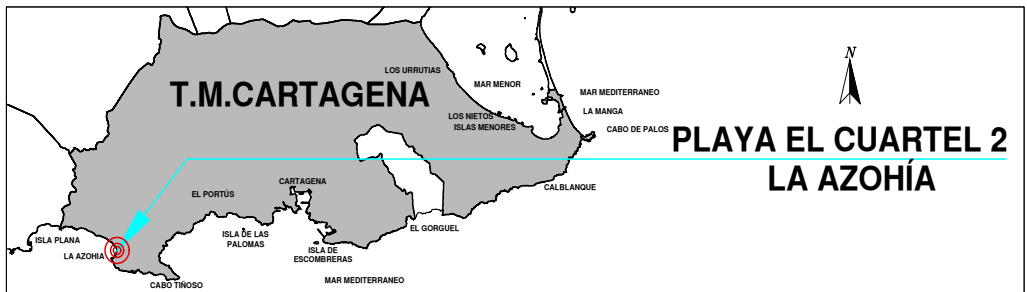 LOS URRUTIAS
MAR MENOR
T.M.CARTAGENA
MAR MEDITERRANEO
LA MANGA
LOS NIETOS
ISLAS MENORES
CABO DE PALOS
N
PLAYA EL CUARTEL 2
LA AZOHÍA
CARTAGENA
EL PORTÚS
CALBLANQUE
EL GORGUEL
ISLA DE LAS
PALOMAS
ISLA PLANA
LA AZOHIA
ISLA DE
ESCOMBRERAS
CABO TIÑOSO
MAR MEDITERRANEO